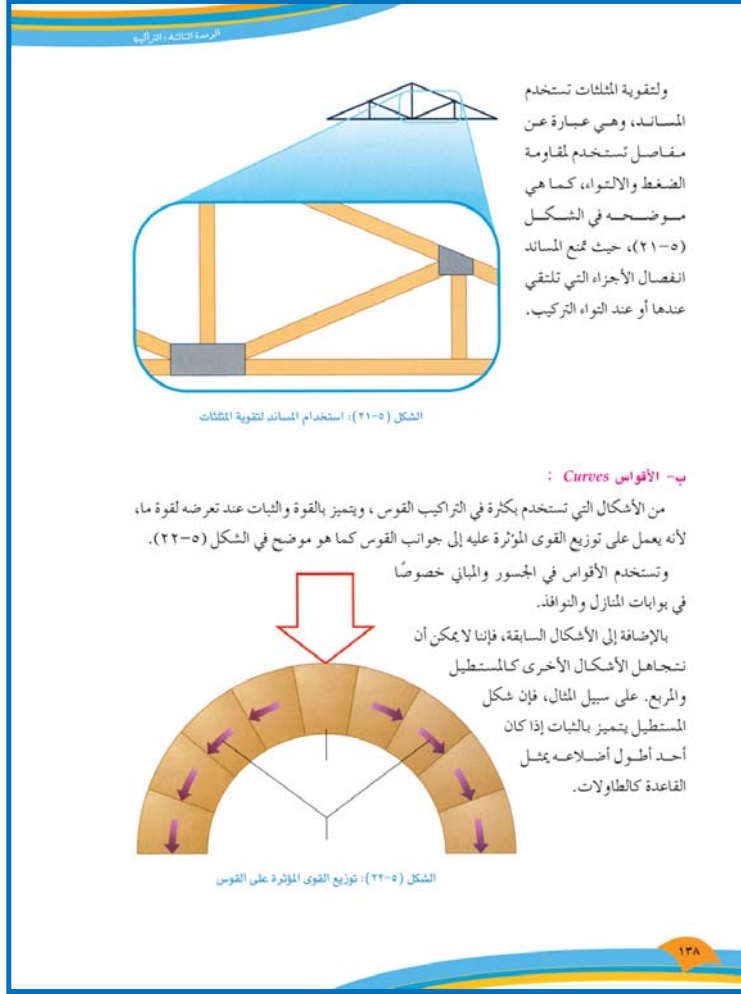 الوحدة الثالثة: التراكيب
ولتقوية المثلثات تستخدم
المساند، وهي عبارة عن
مفاصل تستخدم لمقاومة
الضغط والالتواء، كما هي
موضحه في الشكل
(٥-٢١)، حيث تمنع المساند
انفصال الأجزاء التي تلتقي
عندها أو عند التواء التركيب.
الشكل (٥-٢١): استخدام المساند لتقوية المثلثات
ب- الأقواس Curves :
من الأشكال التي تستخدم بكثرة في التراكيب القوس، ويتميز بالقوة والثبات عند تعرضه لقوة ما،
لأنه يعمل على توزيع القوى المؤثرة عليه إلى جوانب القوس كما هو موضح في الشكل (٥-٢٢).
وتستخدم الأقواس في الجسور والمباني خصوصًا
في بوابات المنازل والنوافذ.
بالإضافة إلى الأشكال السابقة، فإننا لا يمكن أن
نتجاهل الأشكال الأخرى كالمستطيل
والمربع. على سبيل المثال، فإن شكل
المستطيل يتميز بالثبات إذا كان
أحد أطول أضلاعه يمثل
القاعدة كالطاولات.
الشكل (٥-٢٢): توزيع القوى المؤثرة على القوس
١٣٨